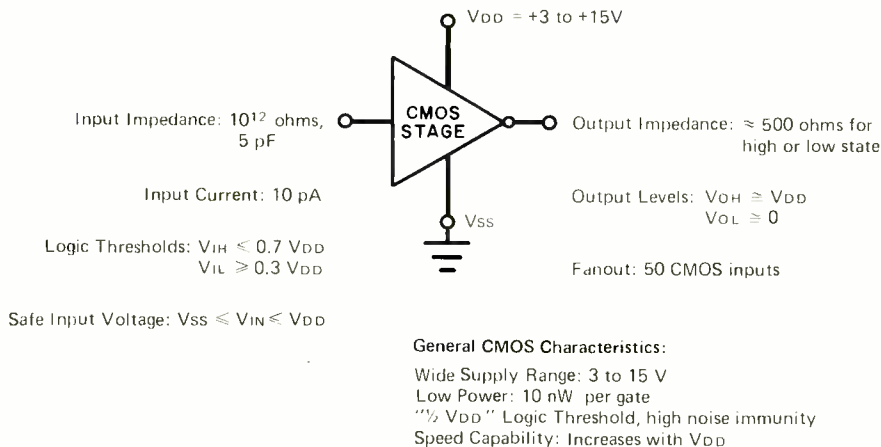 VDD = +3 to +15V
CMOS
STAGE
Input Impedance: 10¹² ohms,
5 pF
Input Current: 10 pA
Logic Thresholds: VIH ≤ 0.7 VDD
VIL ≥ 0.3 VDD
Safe Input Voltage: VSS ≤ VIN ≤ VDD
VSS
Output Impedance: ≈ 500 ohms for
high or low state
Output Levels: VOH ≅ VDD
VOL ≅ 0
Fanout: 50 CMOS inputs
General CMOS Characteristics:
Wide Supply Range: 3 to 15 V
Low Power: 10 nW per gate
"½ VDD" Logic Threshold, high noise immunity
Speed Capability: Increases with VDD